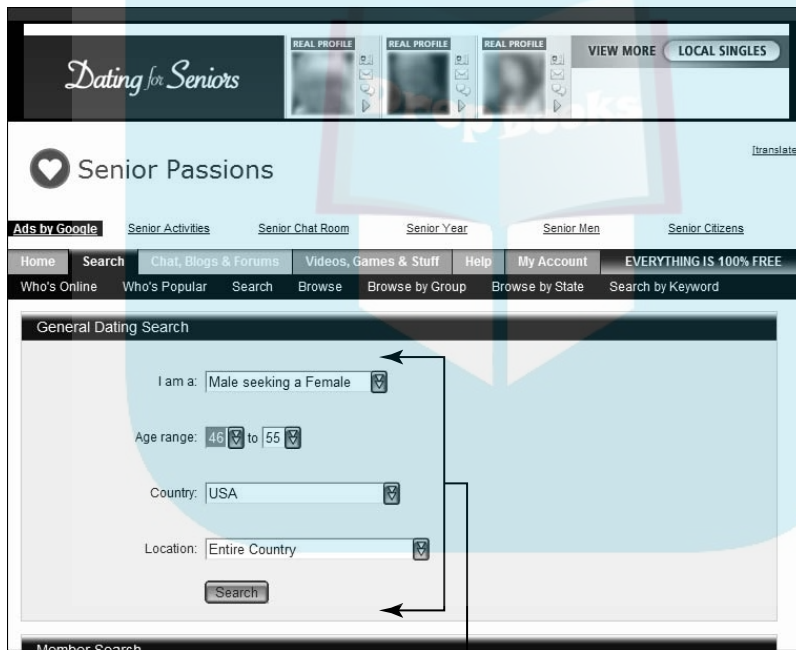 REAL PROFILE REAL PROFILE REAL PROFILE
VIEW MORE LOCAL SINGLES
Dating for Seniors
Drop Books
[translate
Senior Passions
Ads by Google Senior Activities Senior Chat Room Senior Year Senior Men Senior Citizens
Home Search Chat, Blogs & Forums Videos, Games & Stuff Help My Account EVERYTHING IS 100% FREE
Who's Online Who's Popular Search Browse Browse by Group Browse by State Search by Keyword
General Dating Search
I am a: Male seeking a Female
Age range: 46 to 55
Country: USA
Location: Entire Country
Search
Member Search